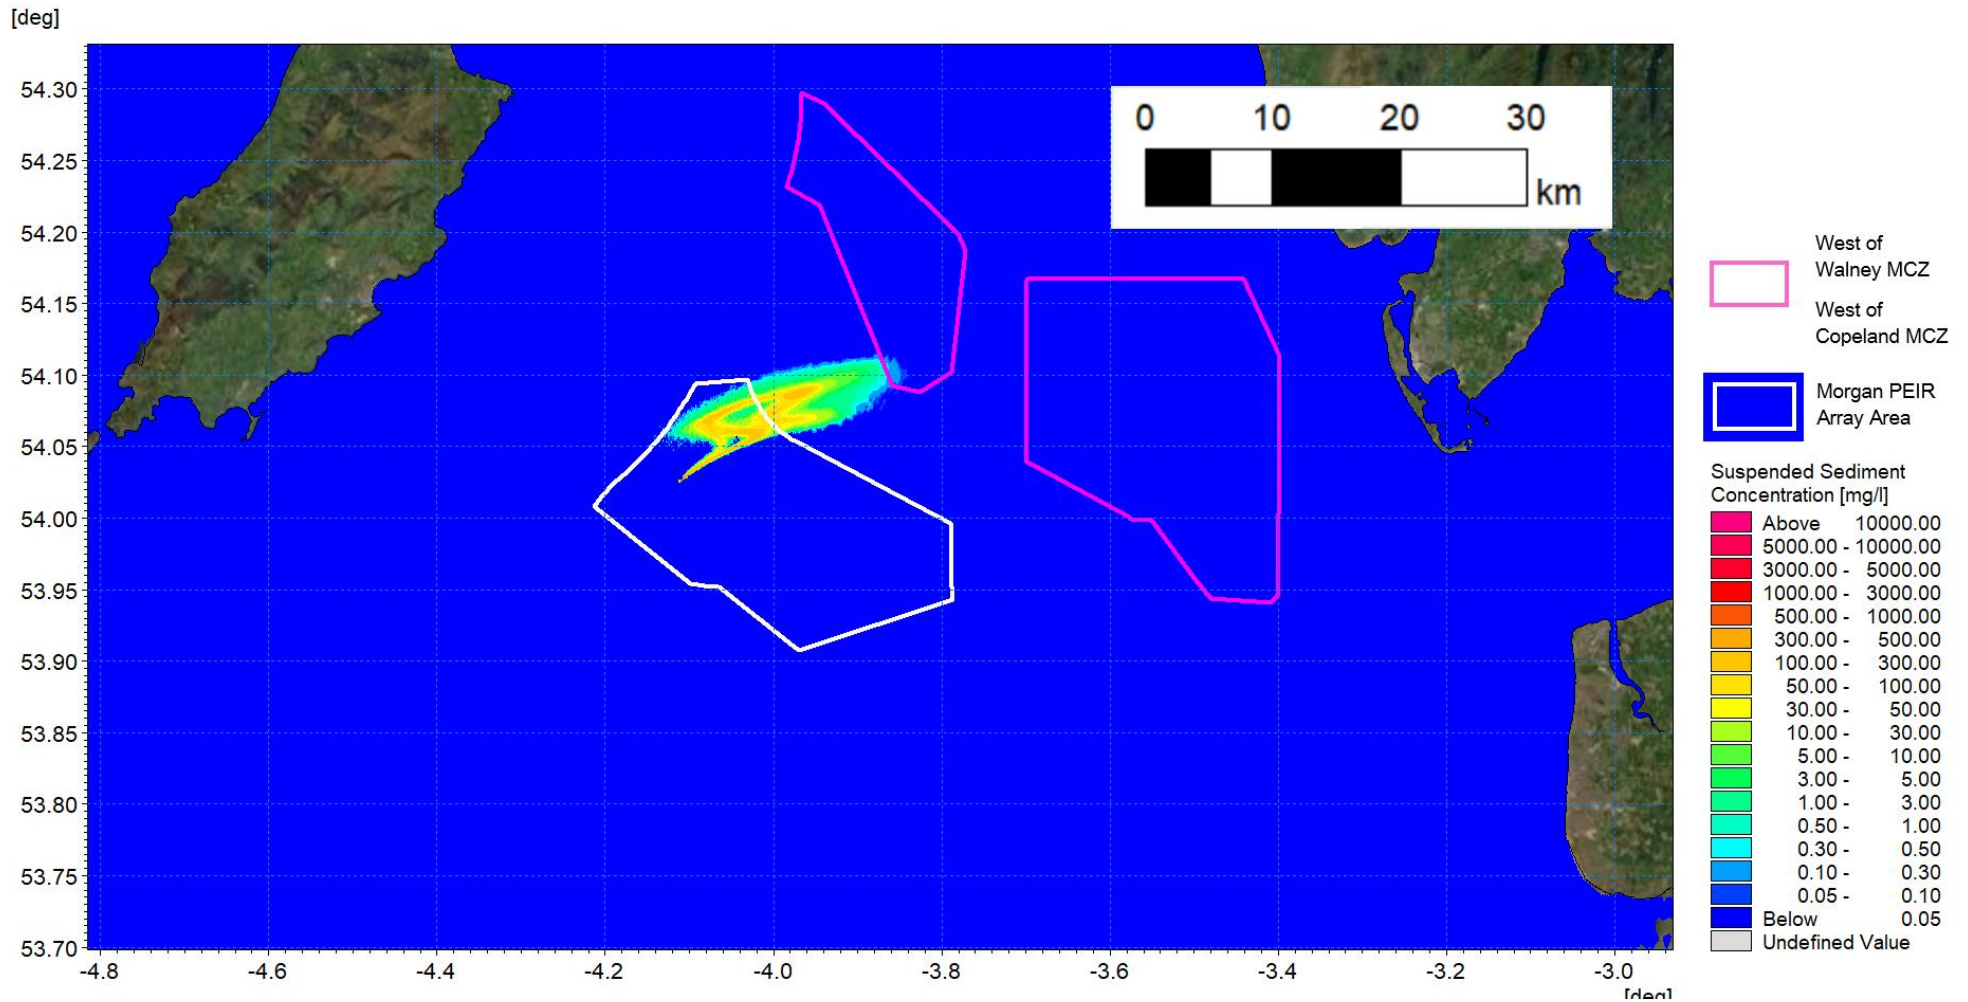 [deg]
54.30
54.25
54.20
54.15
54.10
54.05
54.00
53.95
53.90
53.85
53.80
53.75
53.70
-4.8 -4.6 -4.4 -4.2 -4.0 -3.8 -3.6 -3.4 -3.2 -3.0
[deg]
0 10 20 30
km
West of
Walney MCZ
West of
Copeland MCZ
Morgan PEIR
Array Area
Suspended Sediment
Concentration [mg/l]
Above 10000.00
5000.00 - 10000.00
3000.00 - 5000.00
1000.00 - 3000.00
500.00 - 1000.00
300.00 - 500.00
100.00 - 300.00
50.00 - 100.00
30.00 - 50.00
10.00 - 30.00
5.00 - 10.00
3.00 - 5.00
1.00 - 3.00
0.50 - 1.00
0.30 - 0.50
0.10 - 0.30
0.05 - 0.10
Below 0.05
Undefined Value